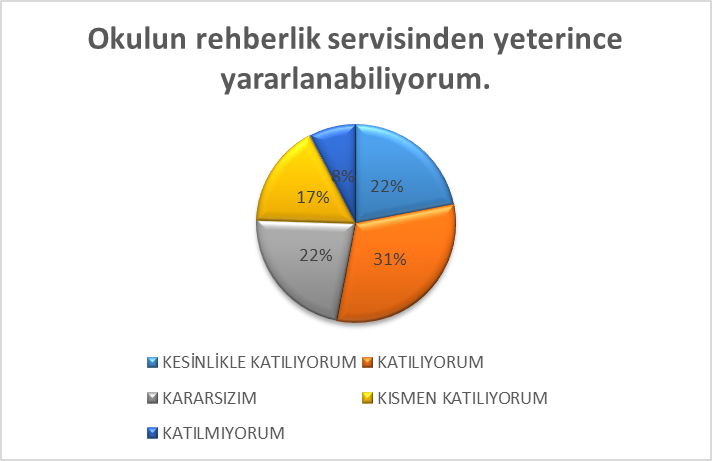 Okulun rehberlik servisinden yeterince
yararlanabiliyorum.
8%
22%
17%
22%
31%
KESİNLİKLE KATILIYORUM KATILIYORUM
KARARSIZIM KISMEN KATILIYORUM
KATILMIYORUM